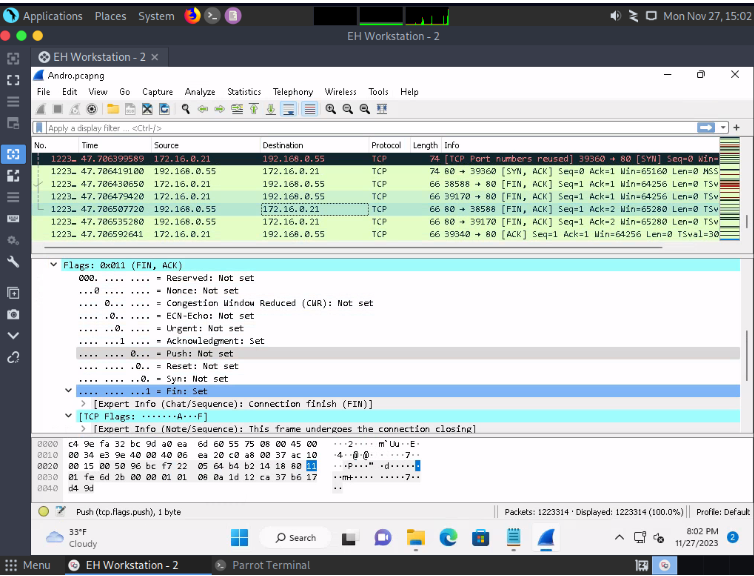 Applications Places System Mon Nov 27, 15:02
EH Workstation - 2
EH Workstation - 2 ×
Andro.pcapng
File Edit View Go Capture Analyze Statistics Telephony Wireless Tools Help
Apply a display filter ... <Ctrl-/>
No. Time Source Destination Protocol Length Info
1223… 47.706399589 172.16.0.21 192.168.0.55 TCP 74 [TCP Port numbers reused] 39360 → 80 [SYN] Seq=0 Win=
1223… 47.706419100 192.168.0.55 172.16.0.21 TCP 74 80 → 39360 [SYN, ACK] Seq=0 Ack=1 Win=65160 Len=0 MSS
1223… 47.706430650 172.16.0.21 192.168.0.55 TCP 66 38588 → 80 [FIN, ACK] Seq=1 Ack=1 Win=64256 Len=0 TSv
1223… 47.706479420 172.16.0.21 192.168.0.55 TCP 66 39170 → 80 [FIN, ACK] Seq=1 Ack=1 Win=64256 Len=0 TSv
1223… 47.706507720 192.168.0.55 172.16.0.21 TCP 66 80 → 38588 [FIN, ACK] Seq=1 Ack=2 Win=65280 Len=0 TSv
1223… 47.706535280 192.168.0.55 172.16.0.21 TCP 66 80 → 39170 [FIN, ACK] Seq=1 Ack=2 Win=65280 Len=0 TSv
1223… 47.706592641 172.16.0.21 192.168.0.55 TCP 66 39340 → 80 [ACK] Seq=1 Ack=1 Win=64256 Len=0 TSval=30
Flags: 0x011 (FIN, ACK)
000. .... .... = Reserved: Not set
...0 .... .... = Nonce: Not set
.... 0... .... = Congestion Window Reduced (CWR): Not set
.... .0.. .... = ECN-Echo: Not set
.... ..0. .... = Urgent: Not set
.... ...1 .... = Acknowledgment: Set
.... .... 0... = Push: Not set
.... .... .0.. = Reset: Not set
.... .... ..0. = Syn: Not set
.... .... ...1 = Fin: Set
[Expert Info (Chat/Sequence): Connection finish (FIN)]
[TCP Flags: ·······A···F]
[Expert Info (Note/Sequence): This frame undergoes the connection closing]
0000 c4 9e fa 32 bc 9d a0 ea 6d 60 55 75 08 00 45 00 ···2···· m`Uu··E·
0010 00 34 e3 9e 40 00 40 06 ea 20 c0 a8 00 37 ac 10 ·4··@·@· · ···7··
0020 00 15 00 50 96 bc f7 22 05 64 b4 b2 14 18 80 11 ···P···" ·d······
0030 01 fe 6d 2b 00 00 01 01 08 0a 1d 12 ca 37 b6 17 ··m+···· ·····7··
0040 d4 9d ··
Push (tcp.flags.push), 1 byte Packets: 1223314 · Displayed: 1223314 (100.0%) Profile: Default
33°F
Cloudy
Search
8:02 PM
11/27/2023
2
Menu EH Workstation - 2 Parrot Terminal